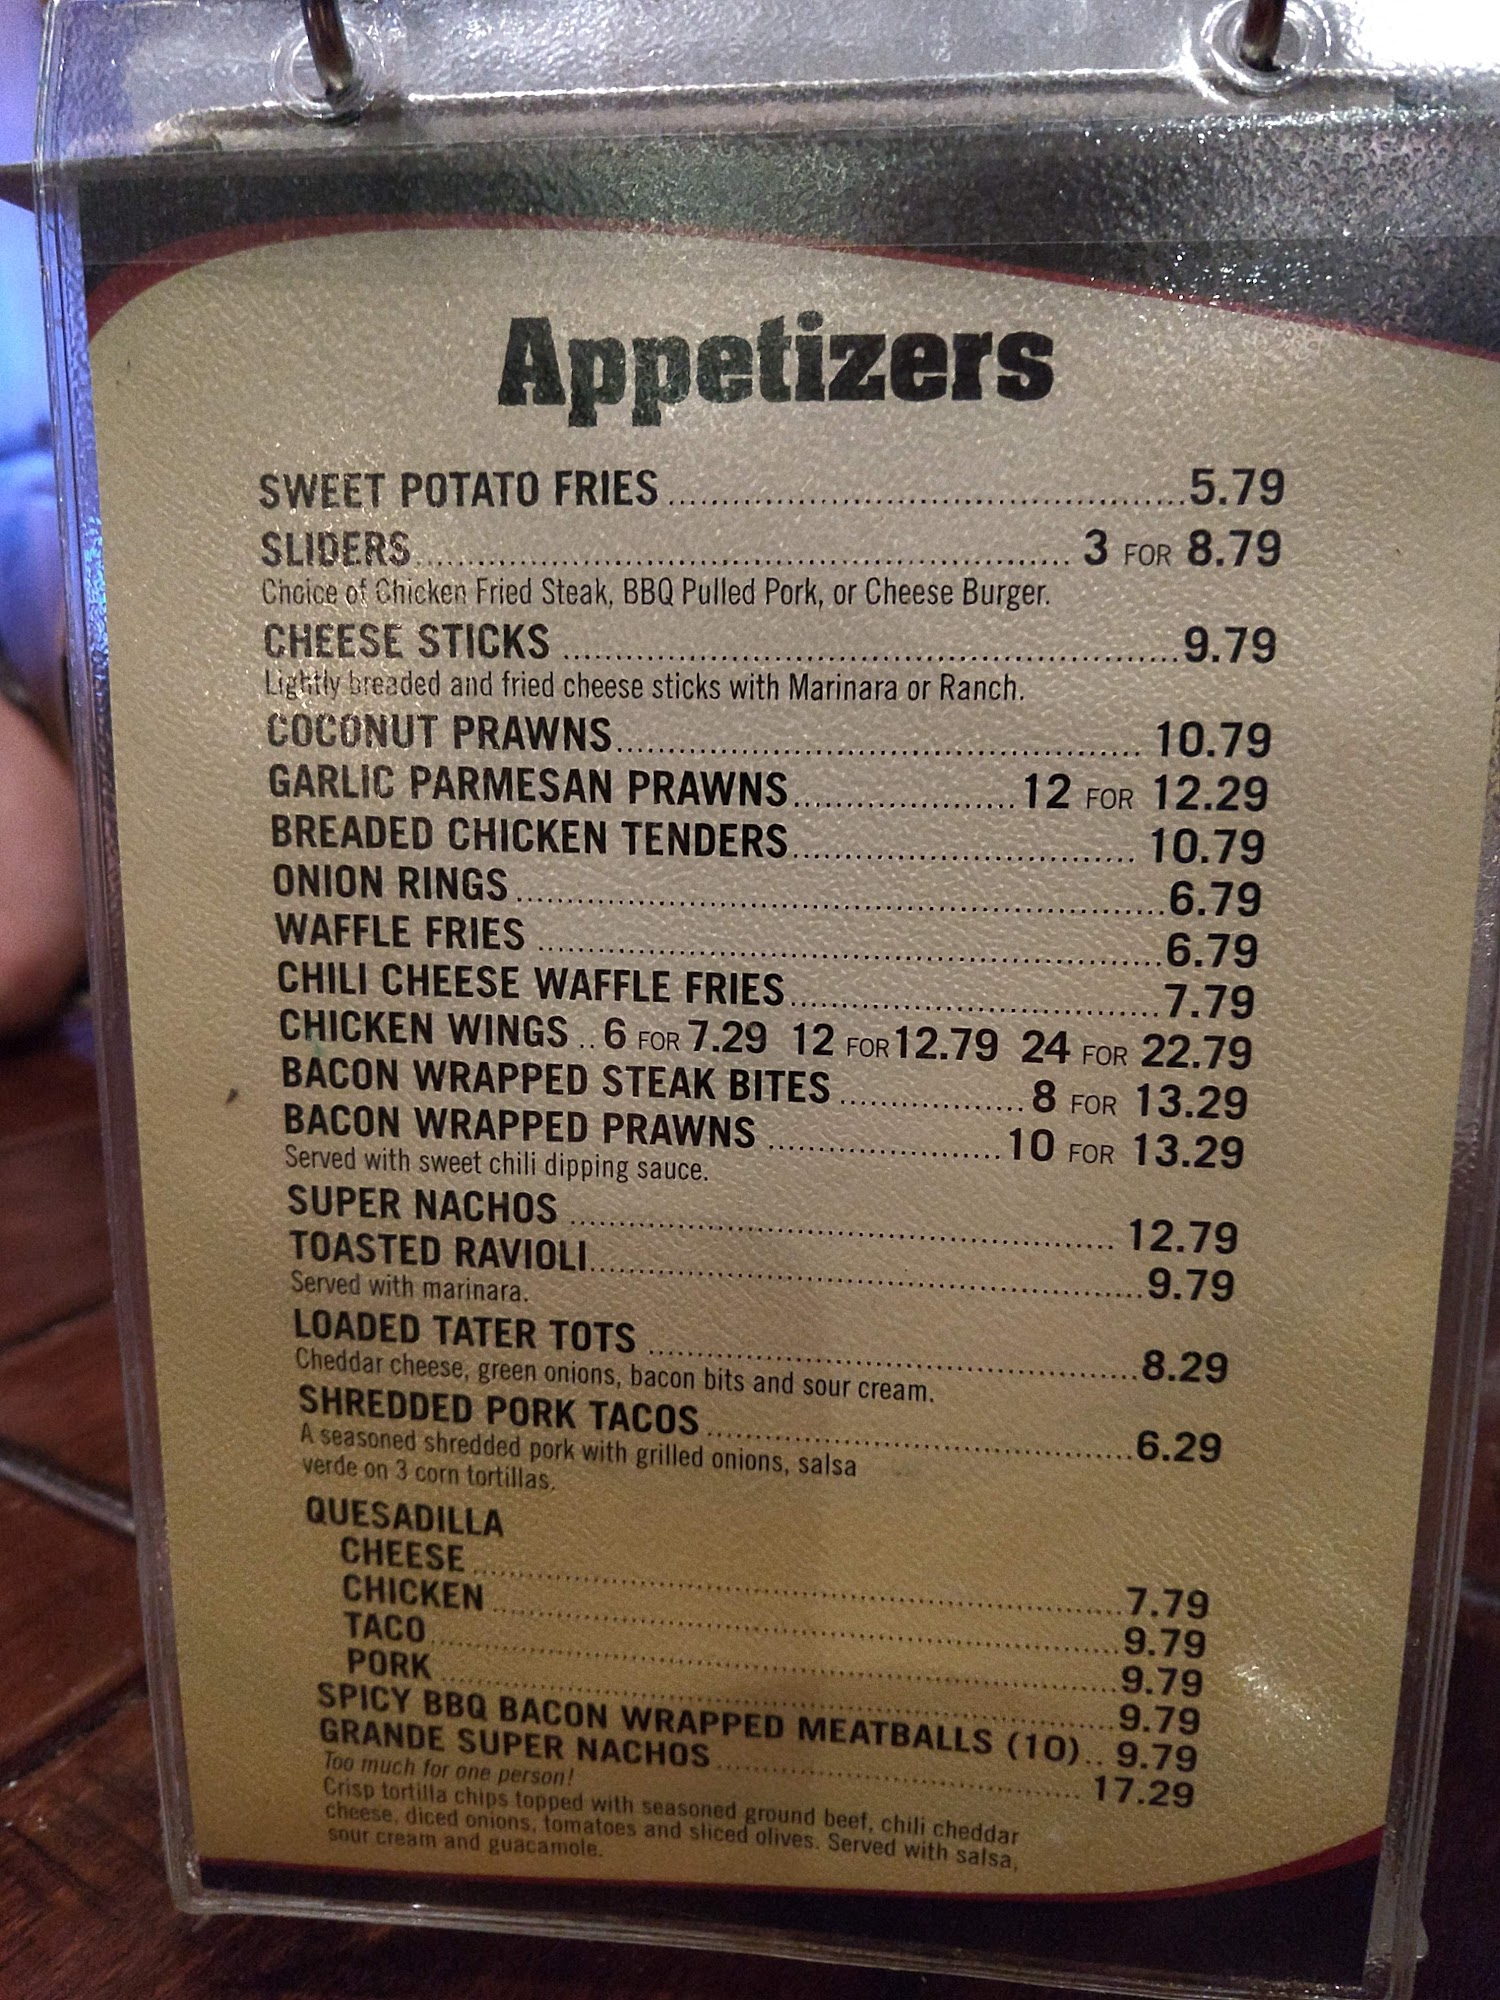 Appetizers
SWEET POTATO FRIES 5.79
SLIDERS 3 FOR 8.79
Choice of Chicken Fried Steak, BBQ Pulled Pork, or Cheese Burger.
CHEESE STICKS 9.79
Lightly breaded and fried cheese sticks with Marinara or Ranch.
COCONUT PRAWNS 10.79
GARLIC PARMESAN PRAWNS 12 FOR 12.29
BREADED CHICKEN TENDERS 10.79
ONION RINGS 6.79
WAFFLE FRIES 6.79
CHILI CHEESE WAFFLE FRIES 7.79
CHICKEN WINGS .. 6 FOR 7.29 12 FOR 12.79 24 FOR 22.79
BACON WRAPPED STEAK BITES 8 FOR 13.29
BACON WRAPPED PRAWNS 10 FOR 13.29
Served with sweet chili dipping sauce.
SUPER NACHOS 12.79
TOASTED RAVIOLI 9.79
Served with marinara.
LOADED TATER TOTS 8.29
Cheddar cheese, green onions, bacon bits and sour cream.
SHREDDED PORK TACOS 6.29
A seasoned shredded pork with grilled onions, salsa
verde on 3 corn tortillas.
QUESADILLA
CHEESE 7.79
CHICKEN 9.79
TACO 9.79
PORK 9.79
SPICY BBQ BACON WRAPPED MEATBALLS (10) .. 9.79
GRANDE SUPER NACHOS 17.29
Too much for one person!
Crisp tortilla chips topped with seasoned ground beef, chili cheddar
cheese, diced onions, tomatoes and sliced olives. Served with salsa,
sour cream and guacamole.